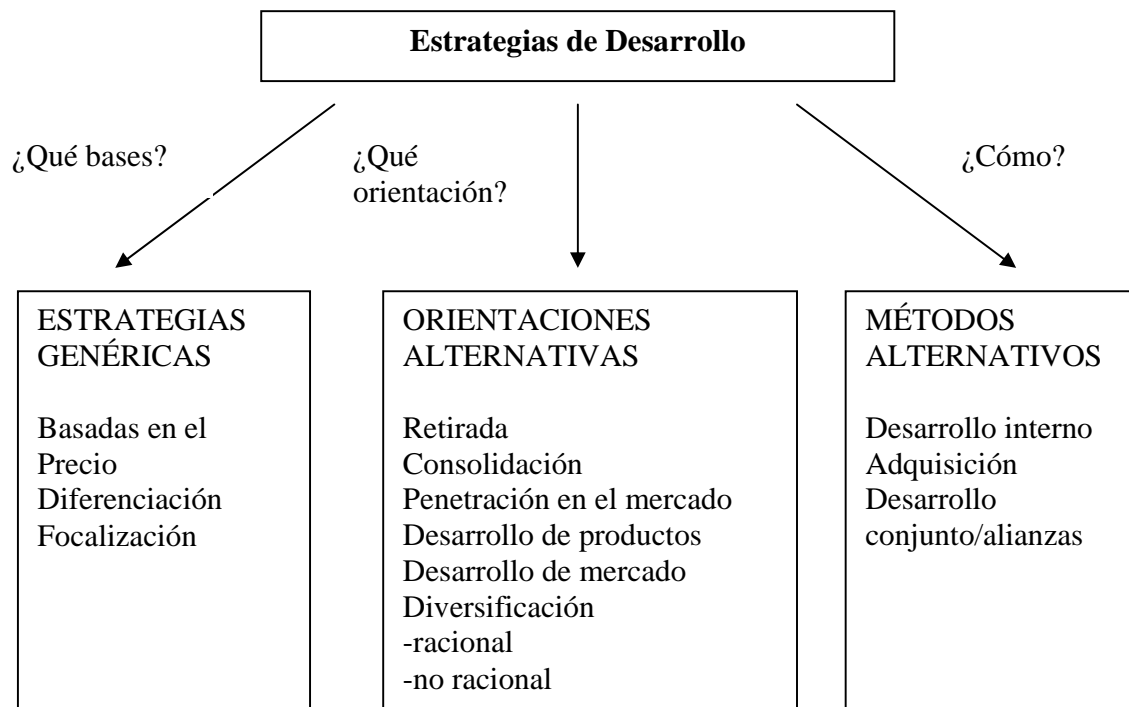 Estrategias de Desarrollo
¿Qué bases?
¿Qué
orientación?
¿Cómo?
ESTRATEGIAS
GENÉRICAS
Basadas en el
Precio
Diferenciación
Focalización
ORIENTACIONES
ALTERNATIVAS
Retirada
Consolidación
Penetración en el mercado
Desarrollo de productos
Desarrollo de mercado
Diversificación
-racional
-no racional
MÉTODOS
ALTERNATIVOS
Desarrollo interno
Adquisición
Desarrollo
conjunto/alianzas